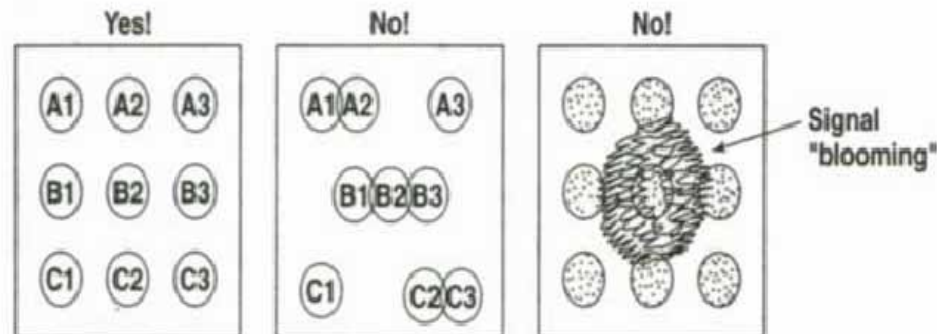 Yes!
No!
No!
A1 A2 A3
A1 A2 A3
B1 B2 B3
B1 B2 B3
C1 C2 C3
C1 C2 C3
Signal
"blooming"